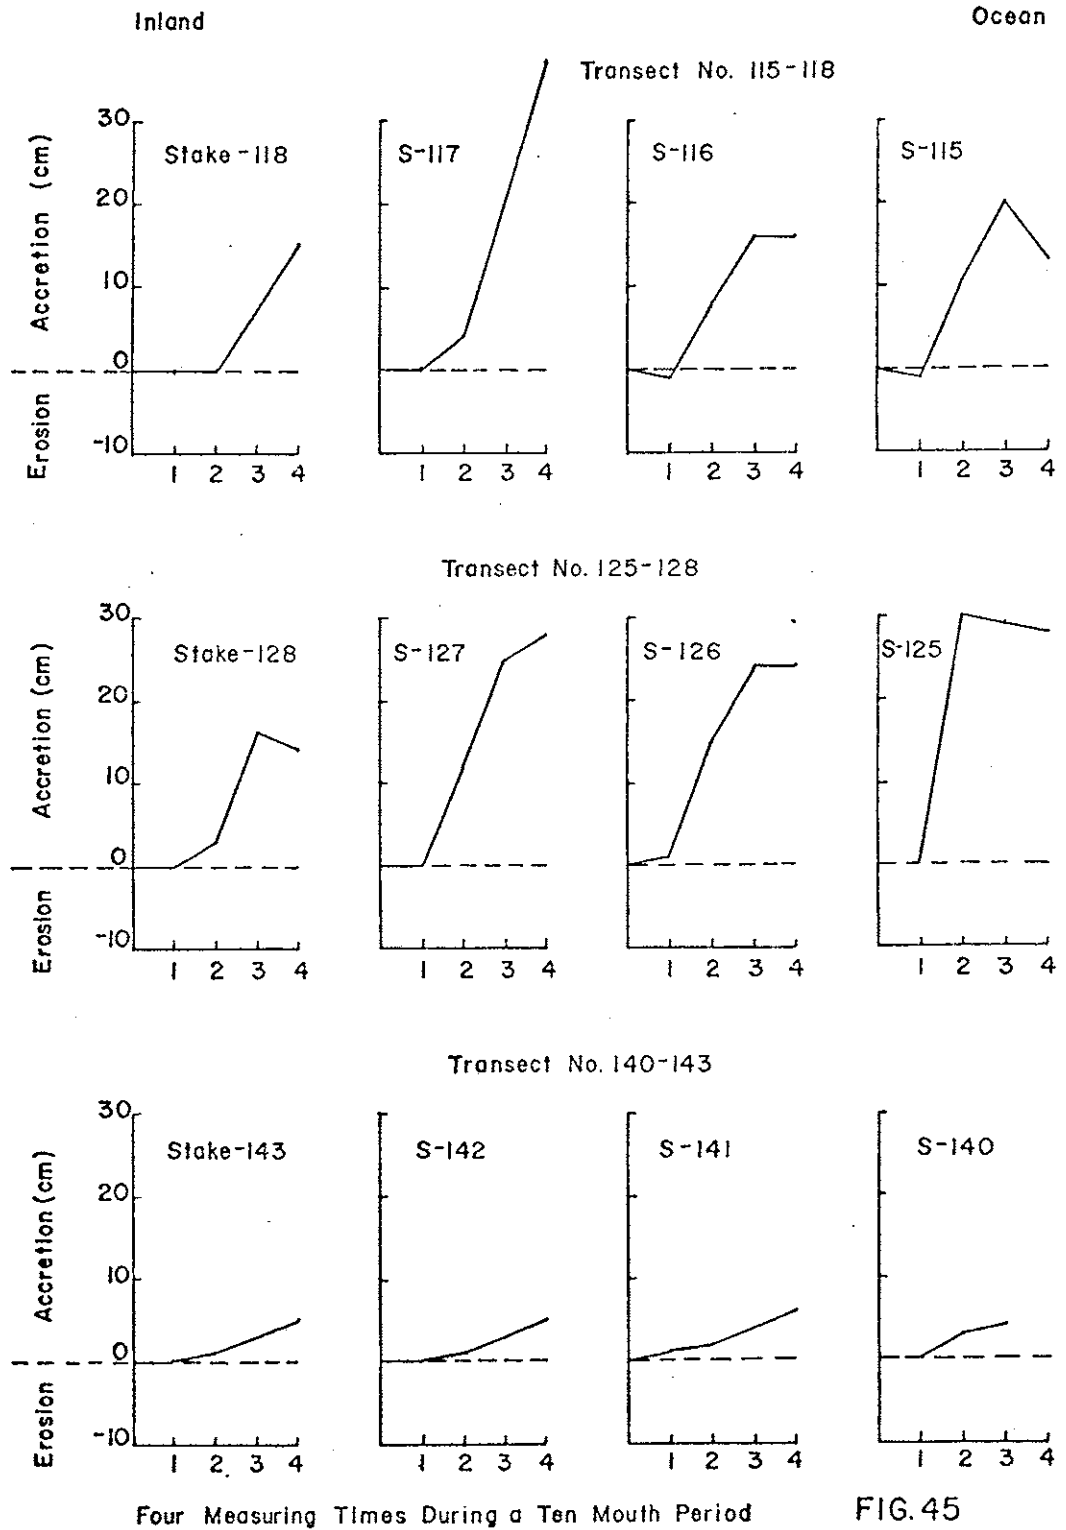 Inland Ocean
Transect No. 115-118
Accretion (cm)
Erosion
30
20
10
0
-10
Stake-118
S-117
S-116
S-115
1 2 3 4
1 2 3 4
1 2 3 4
1 2 3 4
Transect No. 125-128
Accretion (cm)
Erosion
30
20
10
0
-10
Stake-128
S-127
S-126
S-125
1 2 3 4
1 2 3 4
1 2 3 4
1 2 3 4
Transect No. 140-143
Accretion (cm)
Erosion
30
20
10
0
-10
Stake-143
S-142
S-141
S-140
1 2 3 4
1 2 3 4
1 2 3 4
1 2 3 4
Four Measuring Times During a Ten Mouth Period
FIG. 45